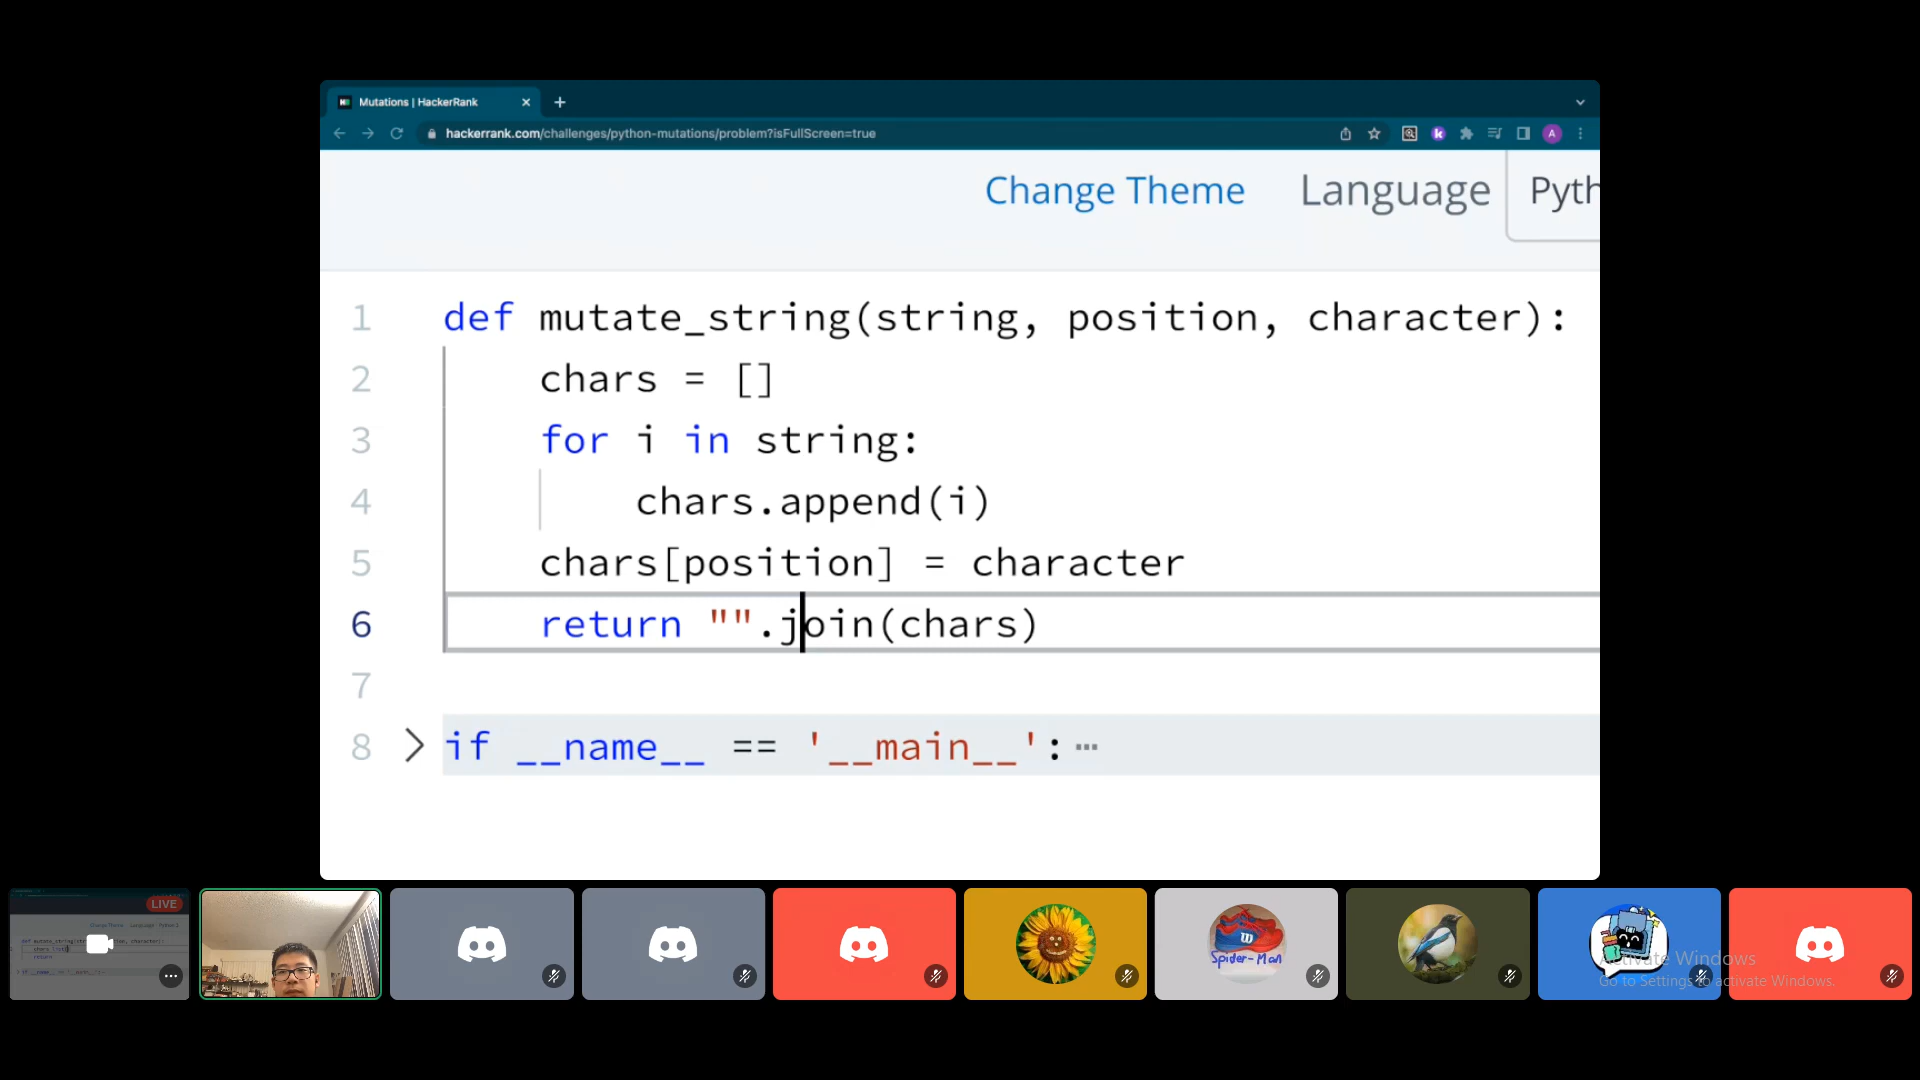 Mutations | HackerRank
hackerrank.com/challenges/python-mutations/problem?isFullScreen=true
A
Change Theme Language Pyth
1 def mutate_string(string, position, character):
2 chars = []
3 for i in string:
4 chars.append(i)
5 chars[position] = character
6 return "".join(chars)
7
8 if __name__ == '__main__':
LIVE
Spider-Man
Activate Windows
Go to Settings to activate Windows.